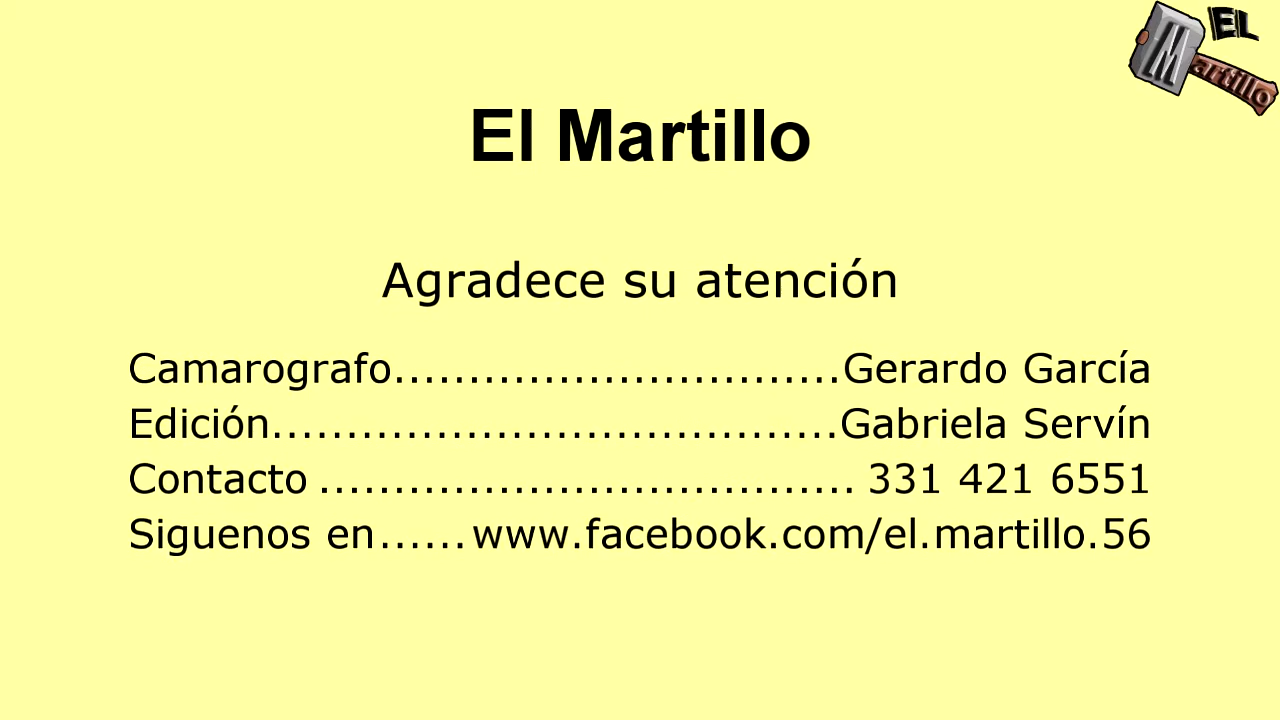 EL
Martillo
El Martillo
Agradece su atención
Camarografo..............................Gerardo García
Edición......................................Gabriela Servín
Contacto .................................... 331 421 6551
Siguenos en......www.facebook.com/el.martillo.56